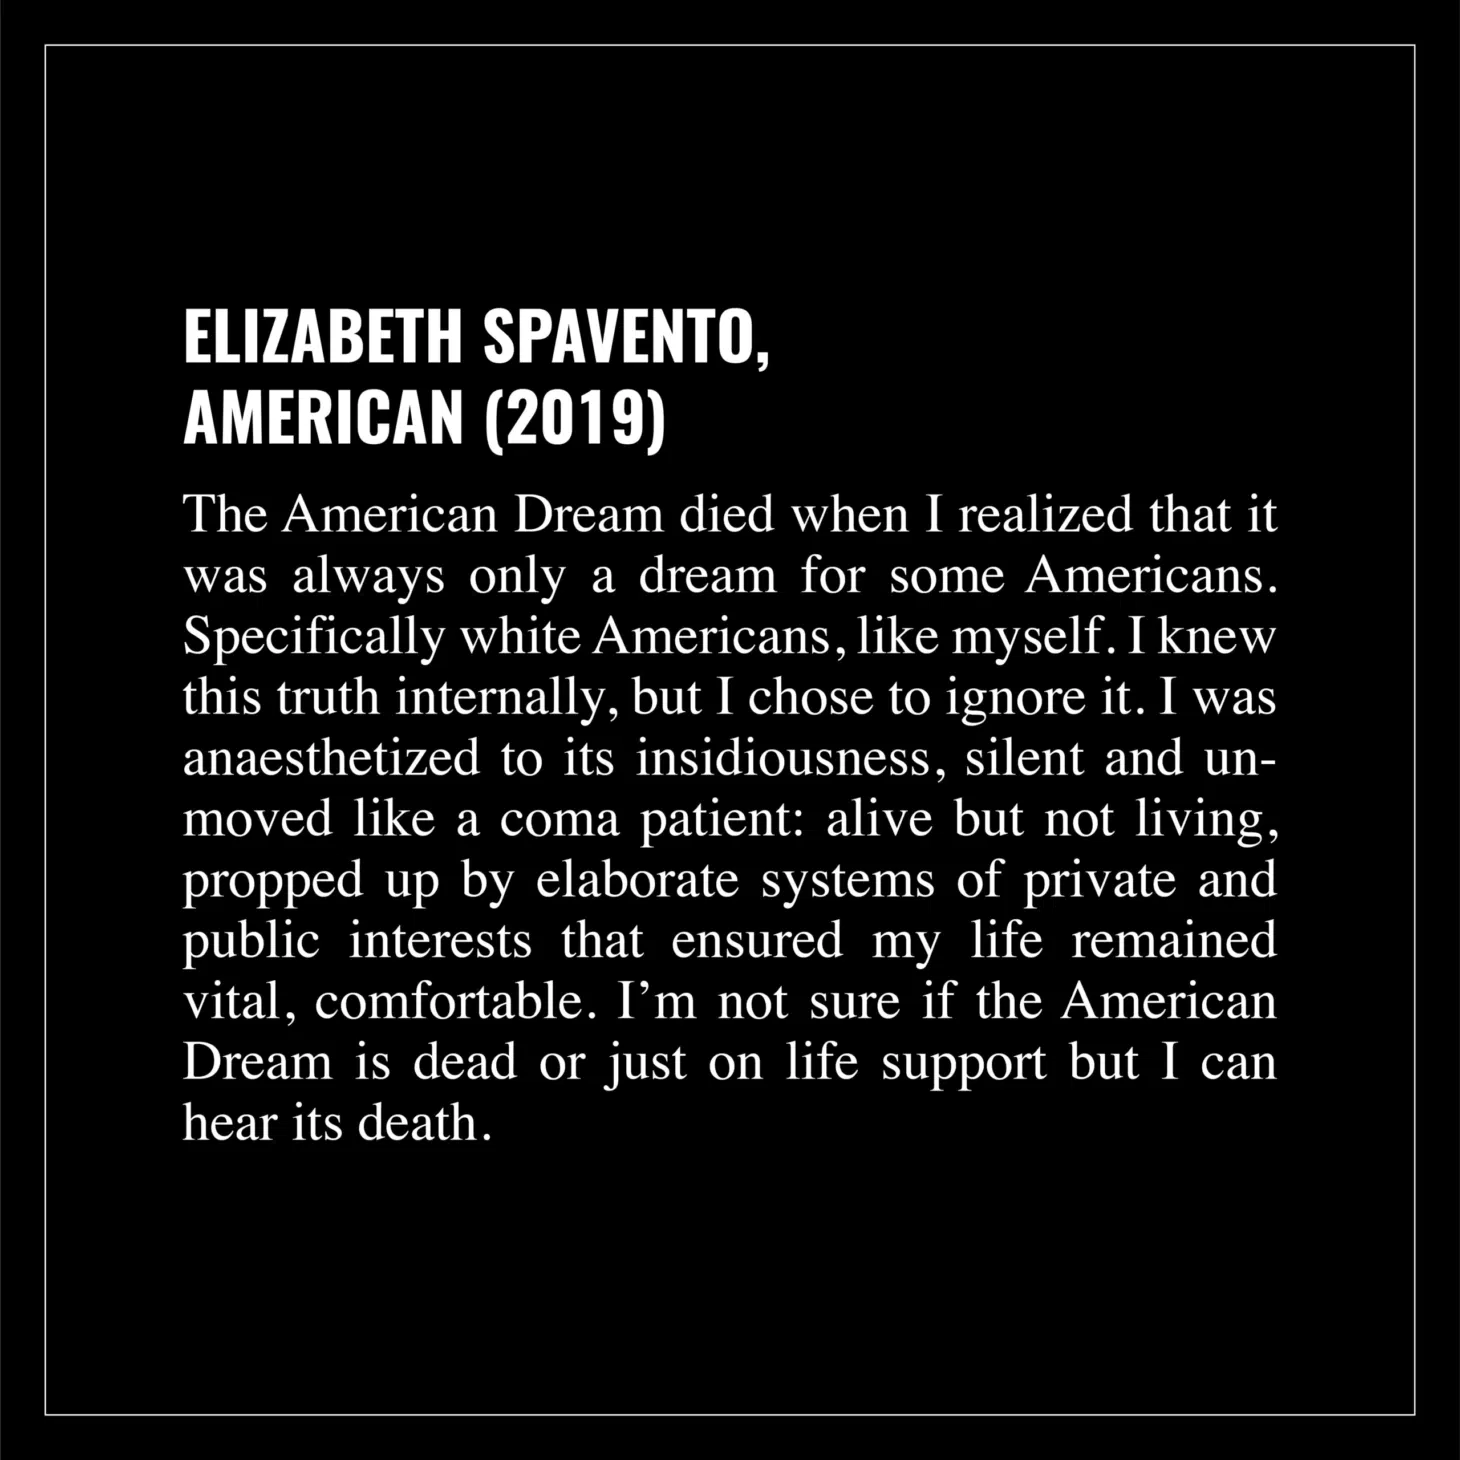 ELIZABETH SPAVENTO,
AMERICAN (2019)
The American Dream died when I realized that it
was always only a dream for some Americans.
Specifically white Americans, like myself. I knew
this truth internally, but I chose to ignore it. I was
anaesthetized to its insidiousness, silent and un-
moved like a coma patient: alive but not living,
propped up by elaborate systems of private and
public interests that ensured my life remained
vital, comfortable. I’m not sure if the American
Dream is dead or just on life support but I can
hear its death.